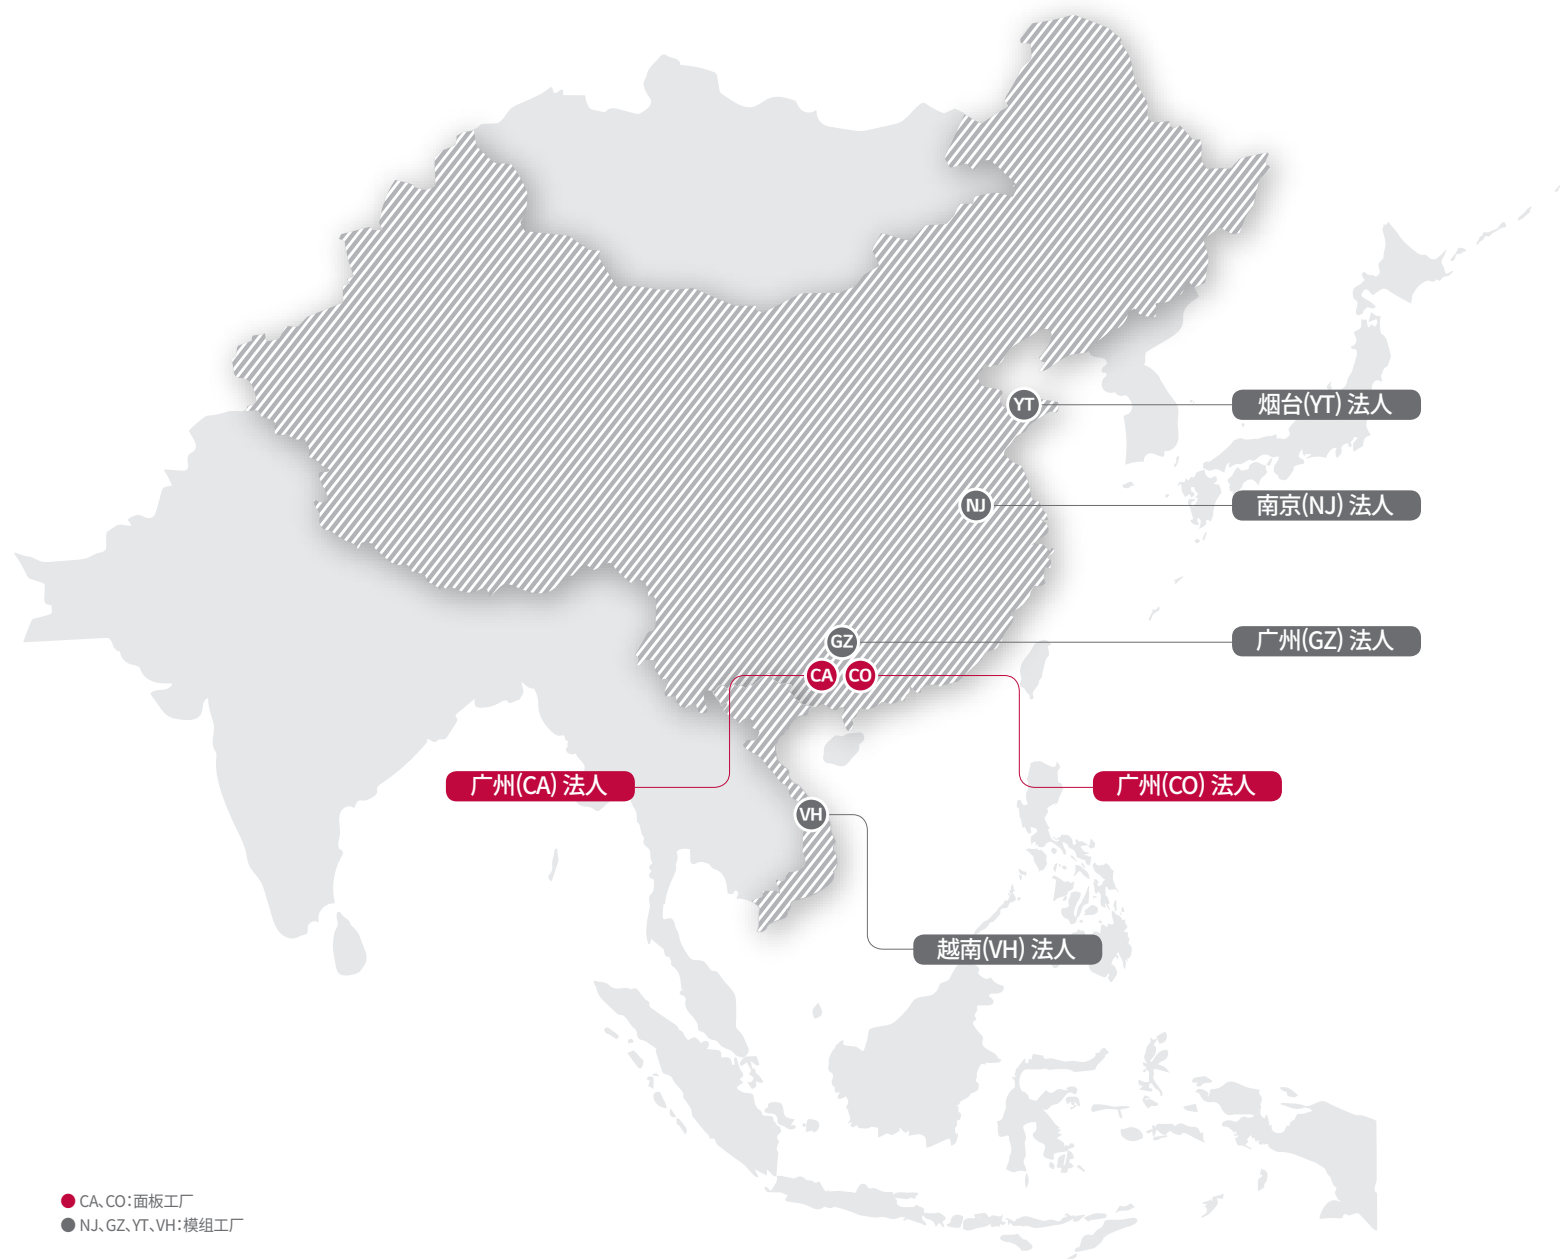 YT
烟台(YT) 法人
NJ
南京(NJ) 法人
GZ
广州(GZ) 法人
CA
CO
广州(CA) 法人
广州(CO) 法人
VH
越南(VH) 法人
CA、CO：面板工厂
NJ、GZ、YT、VH：模组工厂